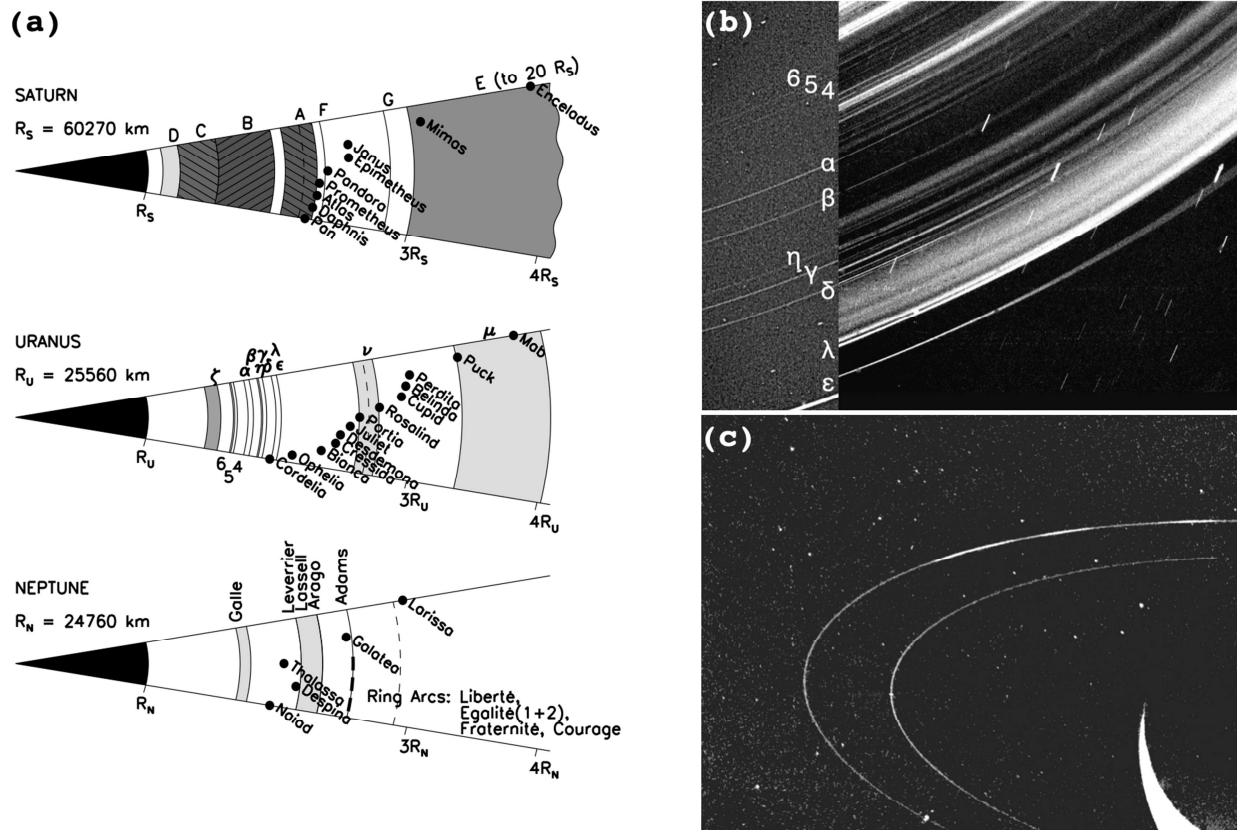 (a)
SATURN
R_S = 60270 km
D
C
B
A
F
G
E (to 20 R_S)
Enceladus
Mimas
Janus
Epimetheus
Pandora
Prometheus
Atlas
Daphnis
Pan
R_S
3R_S
4R_S
URANUS
R_U = 25560 km
ζ
α
β
η
γ
δ
λ
ε
ν
μ
Mab
Puck
Perdita
Belinda
Cupid
Rosalind
Portia
Juliet
Desdemona
Cressida
Bianca
Ophelia
Cordelia
6
5
4
R_U
3R_U
4R_U
NEPTUNE
R_N = 24760 km
Galle
Leverrier
Lassell
Arago
Adams
Larissa
Galatea
Thalassa
Despina
Naiad
Ring Arcs: Liberté,
Egalité(1+2),
Fraternité, Courage
R_N
3R_N
4R_N
(b)
6 5 4
α
β
η γ
δ
λ
ε
(c)